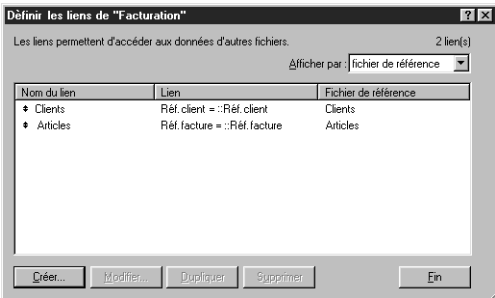 Définir les liens de "Facturation"
Les liens permettent d'accéder aux données d'autres fichiers. 2 lien(s)
Afficher par : fichier de référence
Nom du lien Lien Fichier de référence
Clients Réf. client = ::Réf. client Clients
Articles Réf. facture = ::Réf. facture Articles
Créer... Modifier... Dupliquer Supprimer Fin